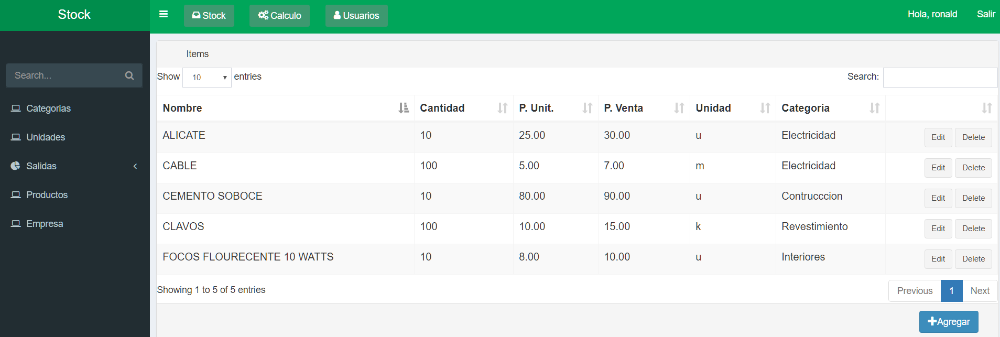 Stock
Stock Calculo Usuarios
Hola, ronald Salir
Search...
Categorias
Unidades
Salidas
Productos
Empresa
Items
Show 10 entries
Search:
Nombre Cantidad P. Unit. P. Venta Unidad Categoria
ALICATE 10 25.00 30.00 u Electricidad Edit Delete
CABLE 100 5.00 7.00 m Electricidad Edit Delete
CEMENTO SOBOCE 10 80.00 90.00 u Contrucccion Edit Delete
CLAVOS 100 10.00 15.00 k Revestimiento Edit Delete
FOCOS FLOURECENTE 10 WATTS 10 8.00 10.00 u Interiores Edit Delete
Showing 1 to 5 of 5 entries
Previous 1 Next
Agregar